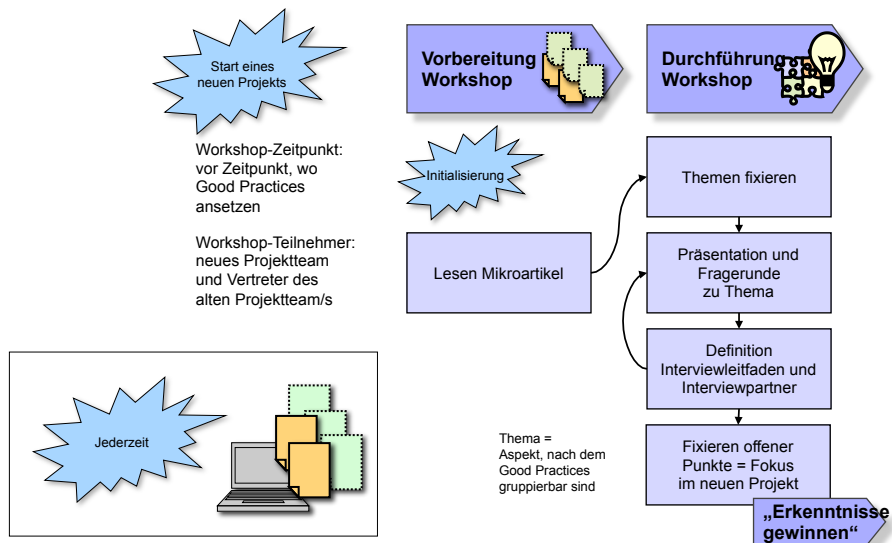 Start eines
neuen Projekts
Vorbereitung
Workshop
Durchführung
Workshop
Workshop-Zeitpunkt:
vor Zeitpunkt, wo
Good Practices
ansetzen
Workshop-Teilnehmer:
neues Projektteam
und Vertreter des
alten Projektteam/s
Initialisierung
Lesen Mikroartikel
Themen fixieren
Präsentation und
Fragerunde
zu Thema
Definition
Interviewleitfaden und
Interviewpartner
Fixieren offener
Punkte = Fokus
im neuen Projekt
Jederzeit
Thema =
Aspekt, nach dem
Good Practices
gruppierbar sind
„Erkenntnisse
gewinnen“